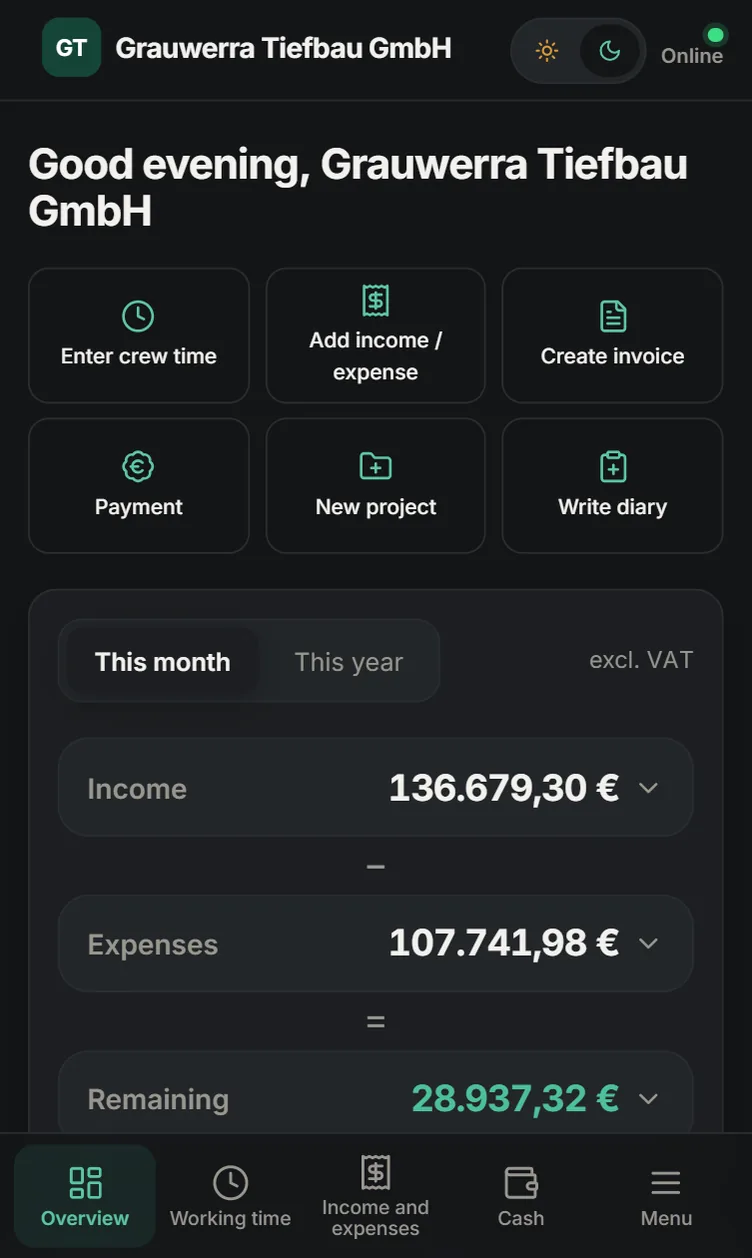 GT Grauwerra Tiefbau GmbH Online
Good evening, Grauwerra Tiefbau
GmbH
Enter crew time
Add income /
expense
Create invoice
Payment
New project
Write diary
This month This year excl. VAT
Income 136.679,30 €
–
Expenses 107.741,98 €
=
Remaining 28.937,32 €
Overview
Working time
Income and
expenses
Cash
Menu